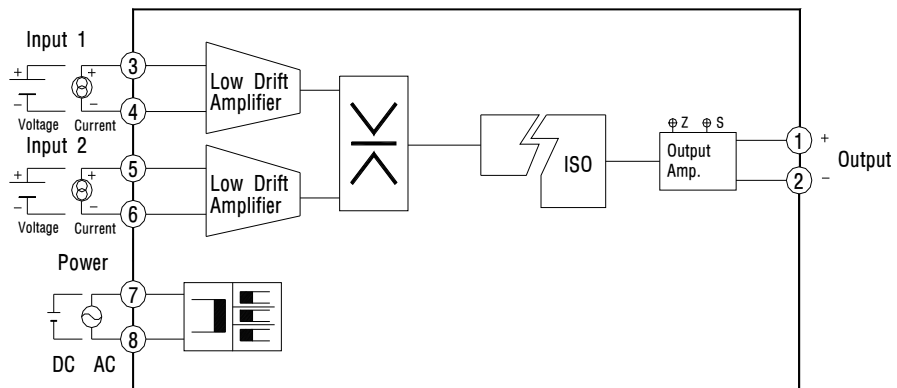 Input 1
+
−
+
−
Voltage Current
3
4
Low Drift
Amplifier
Input 2
+
−
+
−
Voltage Current
5
6
Low Drift
Amplifier
ISO
Z S
Output
Amp.
1 +
2 −
Output
Power
7
8
DC AC